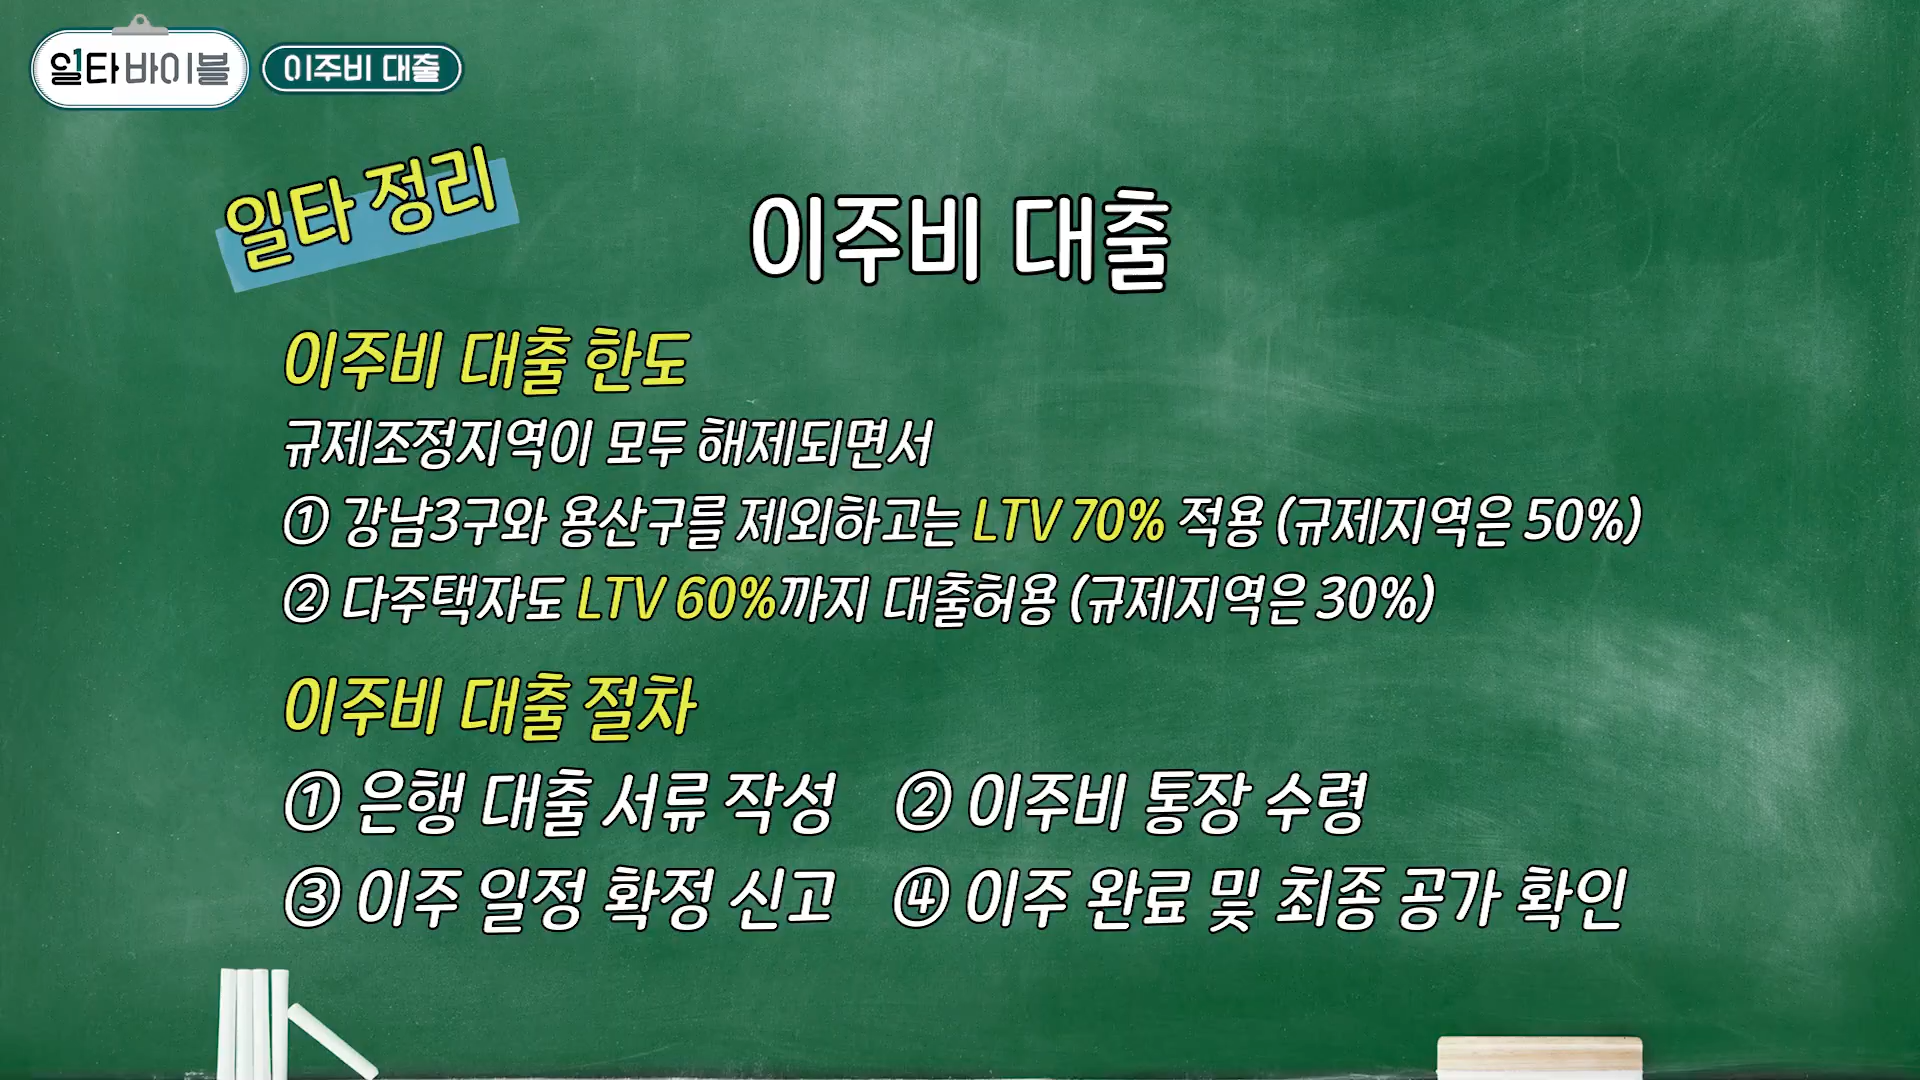 일타바이블 이주비 대출
일타 정리
이주비 대출
이주비 대출 한도
규제조정지역이 모두 해제되면서
① 강남3구와 용산구를 제외하고는 LTV 70% 적용 (규제지역은 50%)
② 다주택자도 LTV 60%까지 대출허용 (규제지역은 30%)
이주비 대출 절차
① 은행 대출 서류 작성 ② 이주비 통장 수령
③ 이주 일정 확정 신고 ④ 이주 완료 및 최종 공가 확인